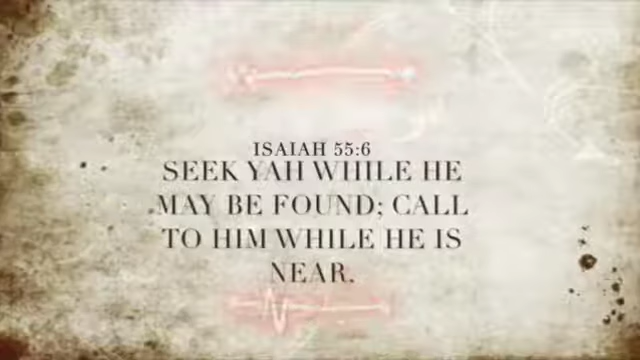 ISAIAH 55:6
SEEK YAH WHILE HE
MAY BE FOUND; CALL
TO HIM WHILE HE IS
NEAR.